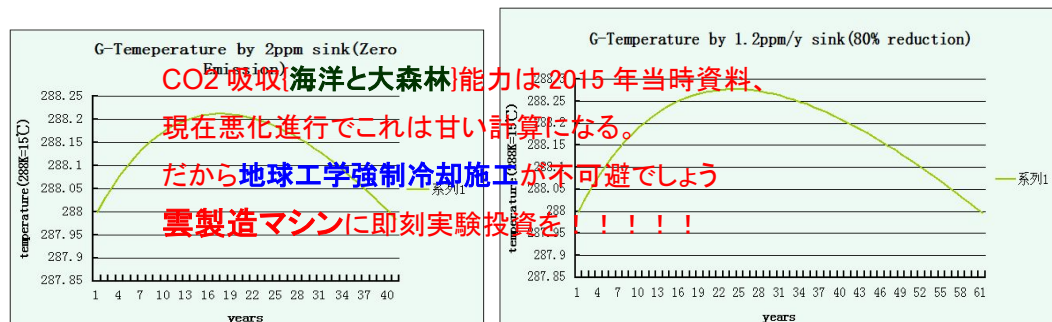 G-Temeperature by 2ppm sink(Zero
Emission)
G-Temperature by 1.2ppm/y sink(80% reduction)
CO2 吸収{海洋と大森林}能力は 2015 年当時資料、
現在悪化進行でこれは甘い計算になる。
だから地球工学強制冷却施工が不可避でしょう
雲製造マシンに即刻実験投資を！！！！！
temperature(288K=15℃)
288.25
288.2
288.15
288.1
288.05
288
287.95
287.9
287.85
1 4 7 10 13 16 19 22 25 28 31 34 37 40
years
系列1
temperature(288K=15℃)
288.3
288.25
288.2
288.15
288.1
288.05
288
287.95
287.9
287.85
1 4 7 10 13 16 19 22 25 28 31 34 37 40 43 46 49 52 55 58 61
years
系列1